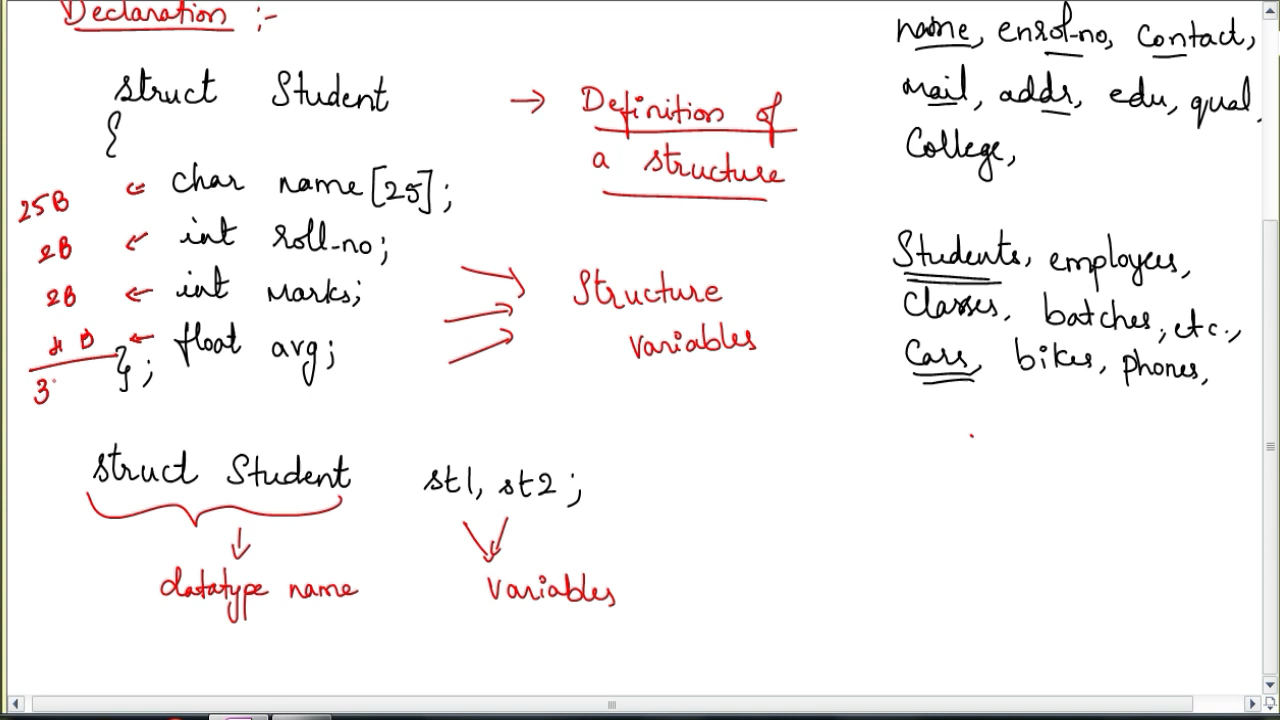 Declaration :-
struct Student
{
25B ← char name [25];
2B ← int roll-no;
2B ← int marks;
4 B ← float avg;
3
};
→ Definition of
a structure
Structure
variables
struct Student st1, st2;
datatype name
variables
name, enrol-no, contact,
mail, addr, edu, qual,
College,
Students, employees,
Classes, batches, etc.,
Cars, bikes, phones,